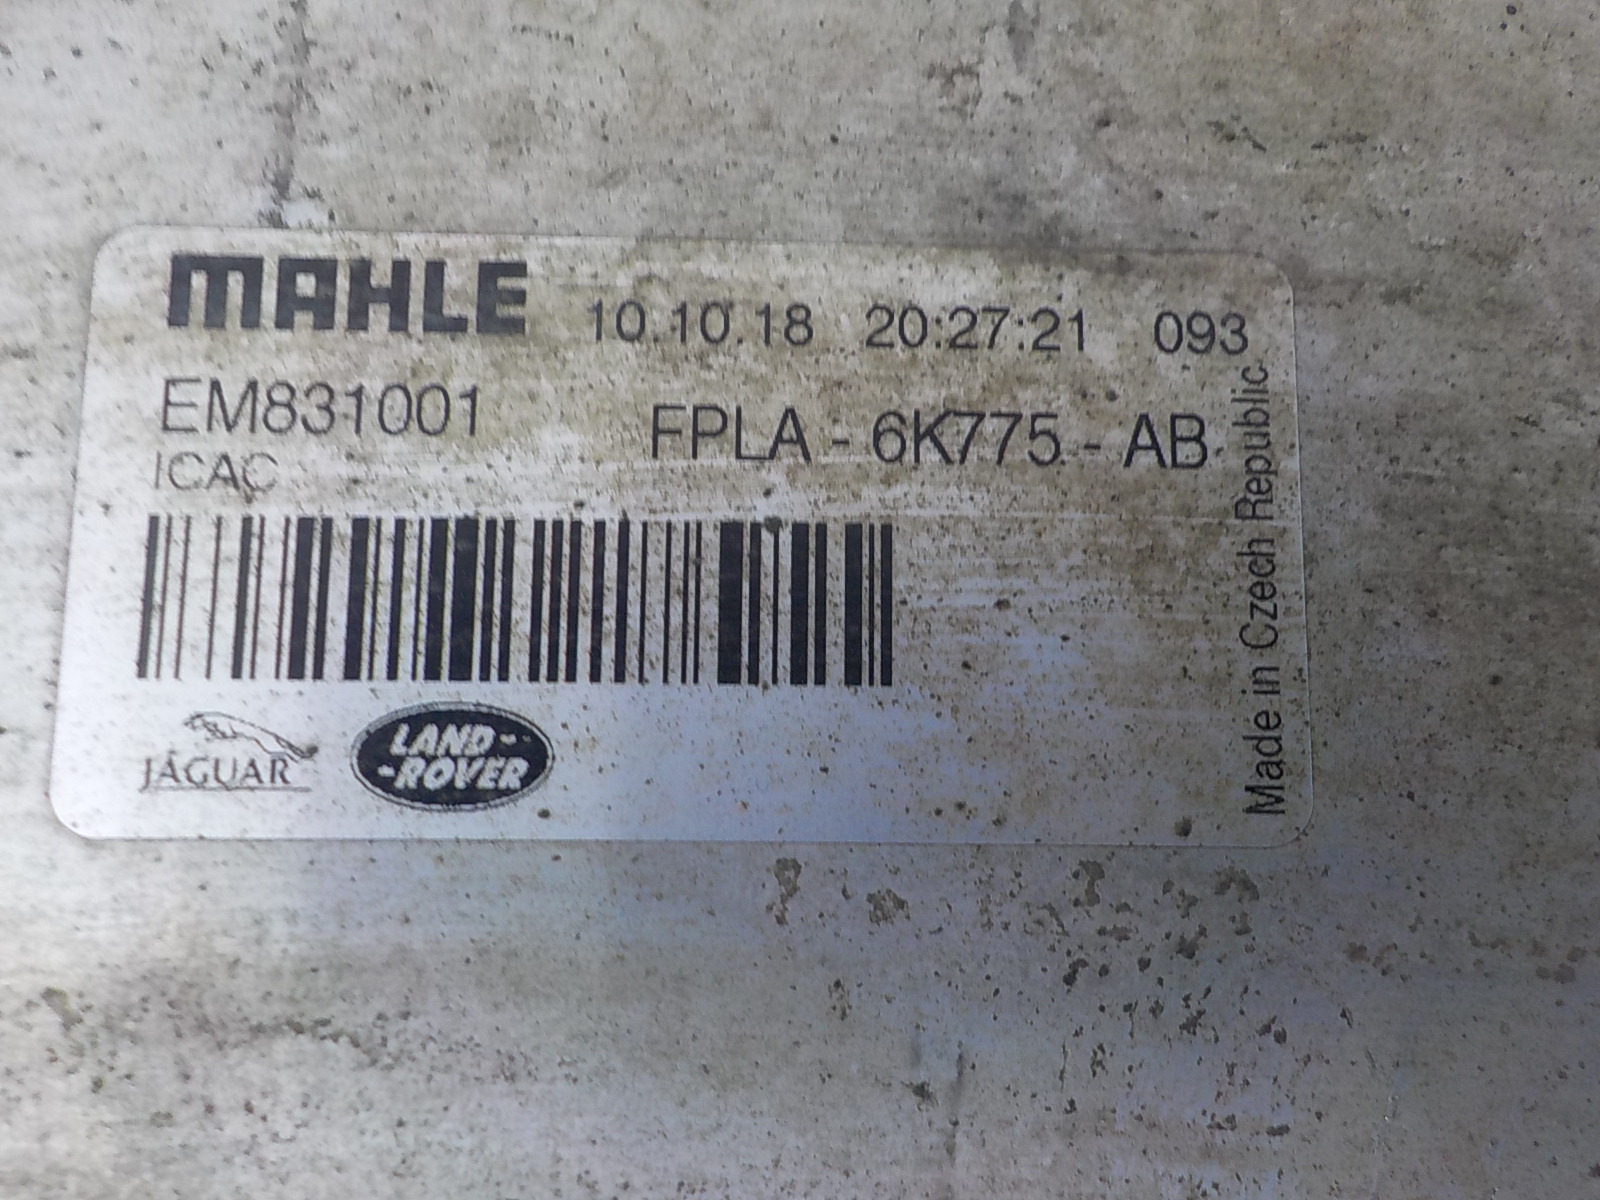 MAHLE 10.10.18 20:27:21 093
EM831001 FPLA - 6K775 - AB
ICAC
Made in Czech Republic
JAGUAR
LAND-
-ROVER